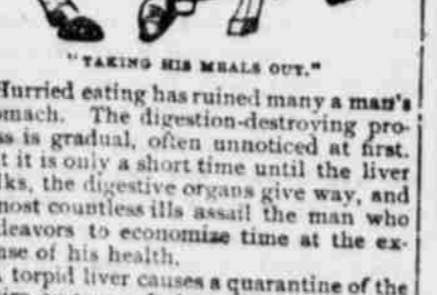 "TAKING HIS MEALS OUT."
Hurried eating has ruined many a man's
omach. The digestion-destroying pro-
ss is gradual, often unnoticed at first.
t it is only a short time until the liver
lks, the digestive organs give way, and
most countless ills assail the man who
deavors to economize time at the ex-
nse of his health.
A torpid liver causes a quarantine of the